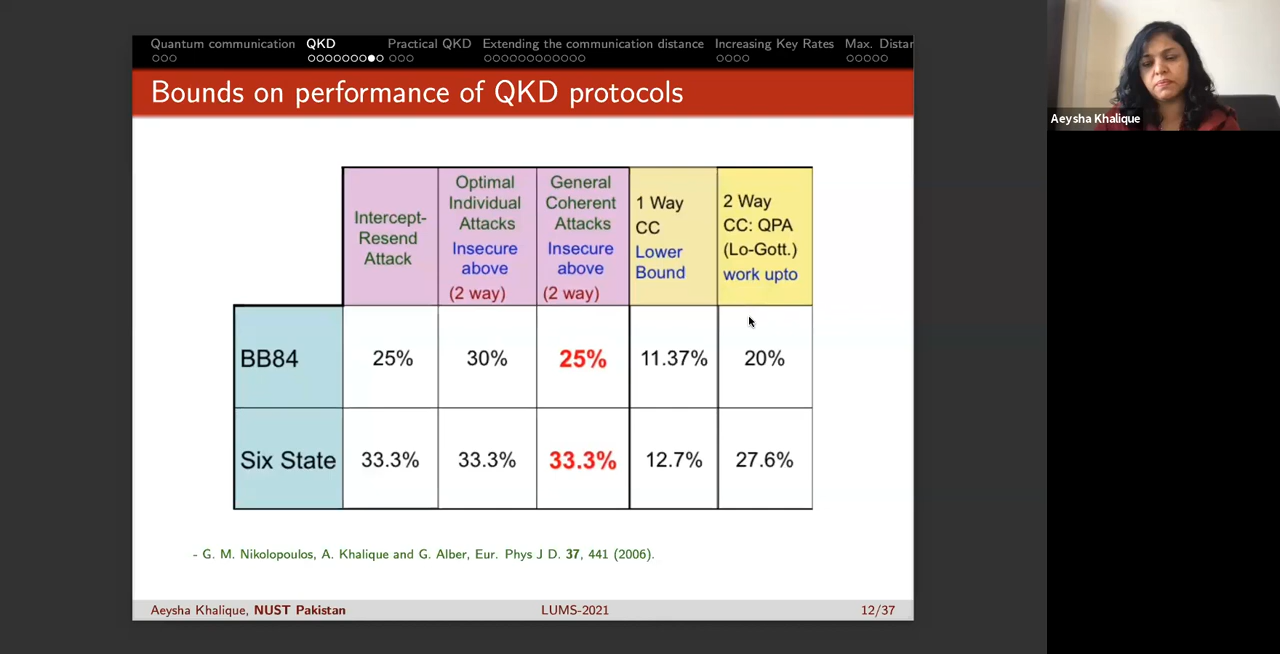 Quantum communication QKD Practical QKD Extending the communication distance Increasing Key Rates Max. Distar
Bounds on performance of QKD protocols
Intercept-
Resend
Attack
Optimal
Individual
Attacks
Insecure
above
(2 way)
General
Coherent
Attacks
Insecure
above
(2 way)
1 Way
CC
Lower
Bound
2 Way
CC: QPA
(Lo-Gott.)
work upto
BB84 25% 30% 25% 11.37% 20%
Six State 33.3% 33.3% 33.3% 12.7% 27.6%
- G. M. Nikolopoulos, A. Khalique and G. Alber, Eur. Phys J D. 37, 441 (2006).
Aeysha Khalique, NUST Pakistan LUMS-2021 12/37
Aeysha Khalique